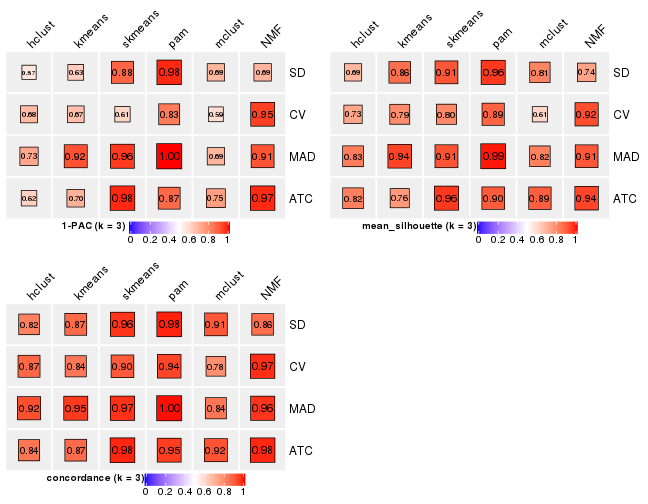 hclust kmeans skmeans pam mclust NMF
0.57 0.63 0.88 0.98 0.69 0.69 SD
0.68 0.67 0.61 0.83 0.59 0.95 CV
0.73 0.92 0.96 1.00 0.69 0.91 MAD
0.62 0.70 0.98 0.87 0.75 0.97 ATC
1-PAC (k = 3)
0 0.2 0.4 0.6 0.8 1
hclust kmeans skmeans pam mclust NMF
0.69 0.86 0.91 0.96 0.81 0.74 SD
0.73 0.79 0.80 0.89 0.61 0.92 CV
0.83 0.94 0.91 0.99 0.82 0.91 MAD
0.82 0.76 0.96 0.90 0.89 0.94 ATC
mean_silhouette (k = 3)
0 0.2 0.4 0.6 0.8 1
hclust kmeans skmeans pam mclust NMF
0.82 0.87 0.96 0.98 0.91 0.86 SD
0.87 0.84 0.90 0.94 0.78 0.97 CV
0.92 0.95 0.97 1.00 0.84 0.96 MAD
0.84 0.87 0.98 0.95 0.92 0.98 ATC
concordance (k = 3)
0 0.2 0.4 0.6 0.8 1